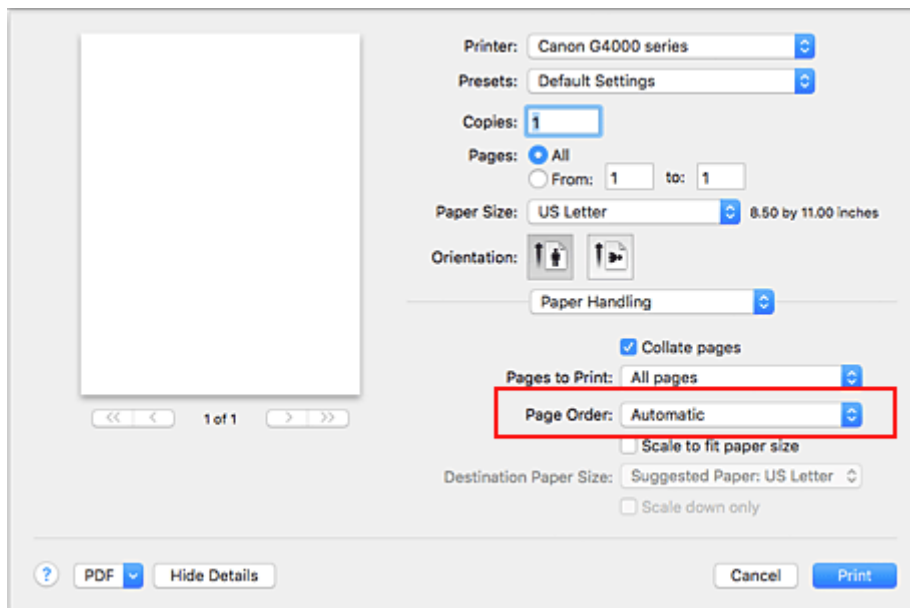 Printer: Canon G4000 series
Presets: Default Settings
Copies: 1
Pages: All
From: 1 to: 1
Paper Size: US Letter 8.50 by 11.00 inches
Orientation:
Paper Handling
Collate pages
Pages to Print: All pages
<< < 1 of 1 > >>
Page Order: Automatic
Scale to fit paper size
Destination Paper Size: Suggested Paper: US Letter
Scale down only
? PDF Hide Details Cancel Print